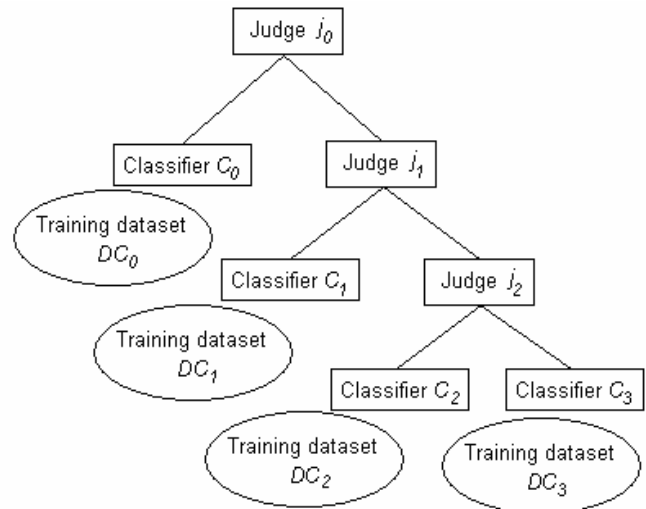 Judge j₀
Classifier C₀
Judge j₁
Training dataset
DC₀
Classifier C₁
Judge j₂
Training dataset
DC₁
Classifier C₂
Classifier C₃
Training dataset
DC₂
Training dataset
DC₃